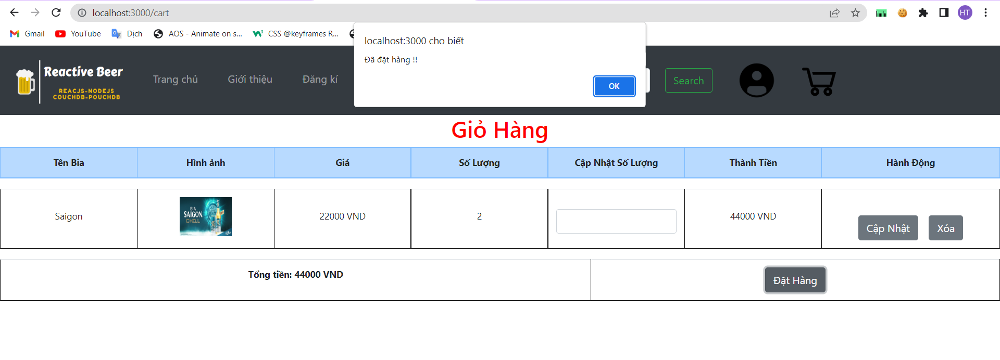 localhost:3000/cart
HT
Gmail
YouTube
Dịch
AOS - Animate on s...
CSS @keyframes R...
localhost:3000 cho biết
Đã đặt hàng !!
OK
Reactive Beer
REACJS-NODEJS
COUCHDB-POUCHDB
Trang chủ
Giới thiệu
Đăng kí
Search
Giỏ Hàng
Tên Bia
Hình ảnh
Giá
Số Lượng
Cập Nhật Số Lượng
Thành Tiền
Hành Động
Saigon
BIA
SAIGON
CHILL
22000 VND
2
44000 VND
Cập Nhật
Xóa
Tổng tiền: 44000 VND
Đặt Hàng